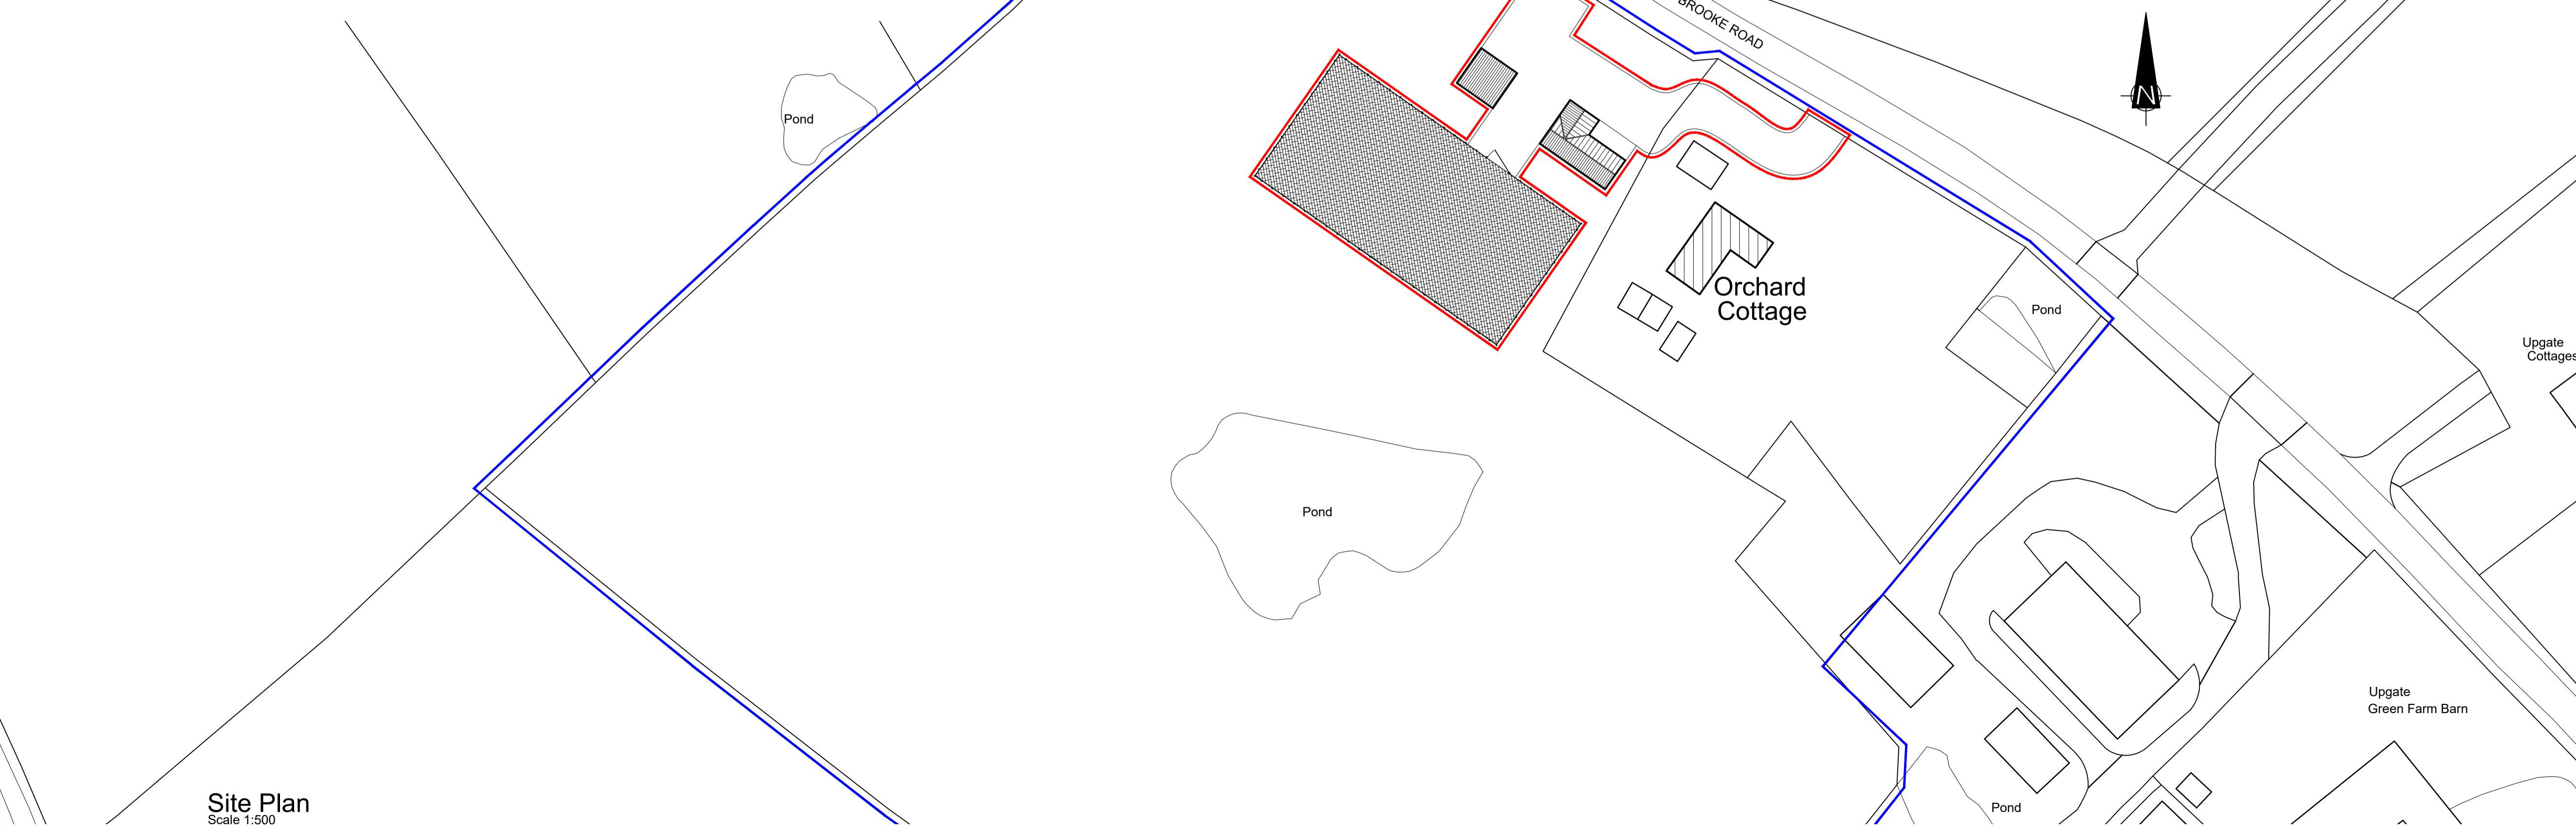 BROOKE ROAD
N
Pond
Orchard
Cottage
Pond
Upgate
Cottages
Pond
Upgate
Green Farm Barn
Site Plan
Scale 1:500
Pond